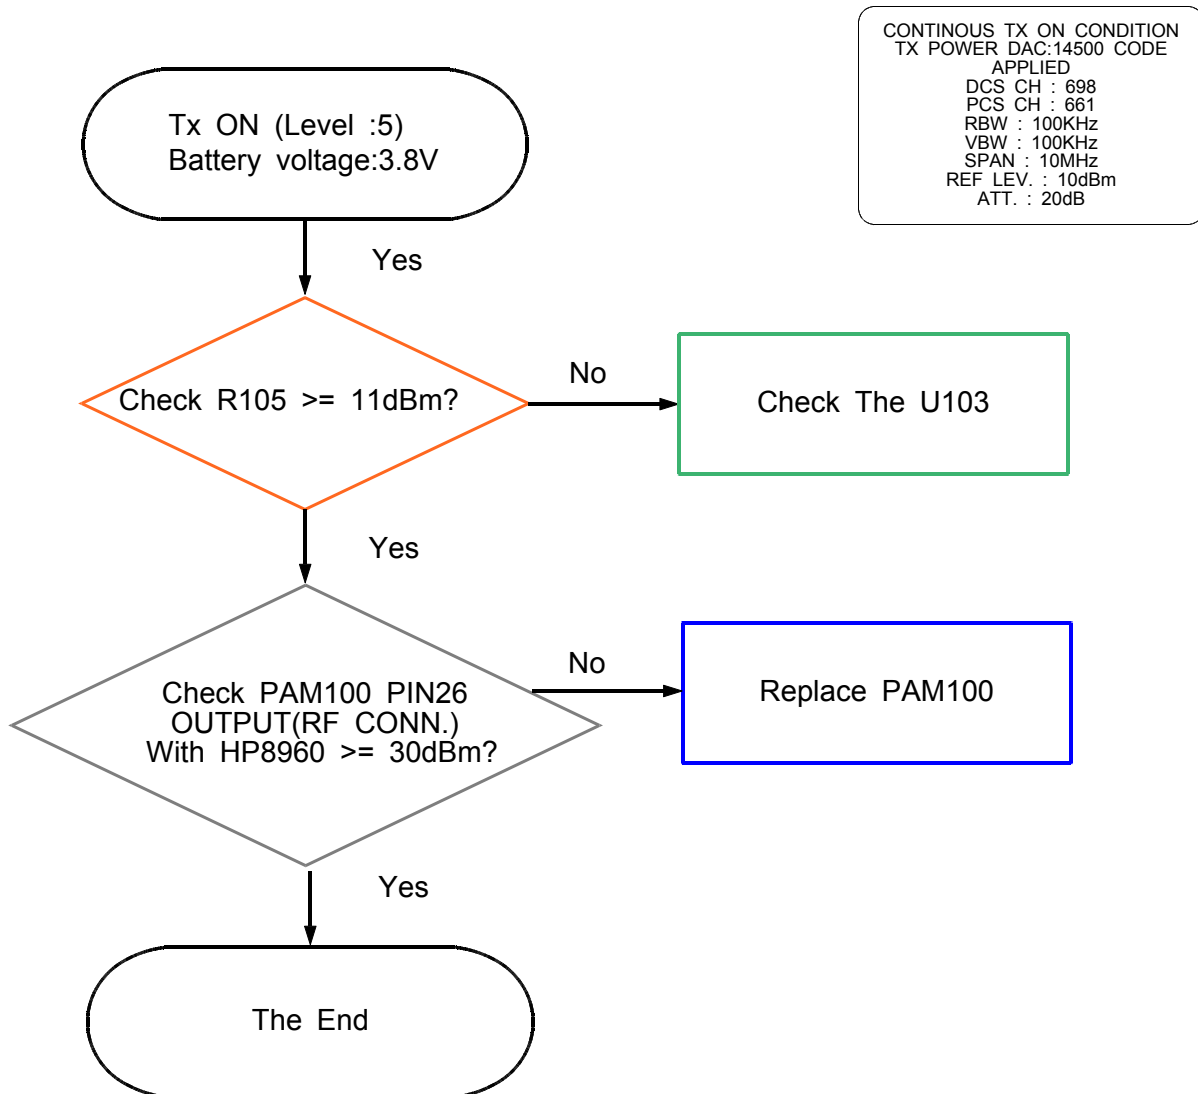 CONTINOUS TX ON CONDITION
TX POWER DAC:14500 CODE
APPLIED
DCS CH : 698
PCS CH : 661
RBW : 100KHz
VBW : 100KHz
SPAN : 10MHz
REF LEV. : 10dBm
ATT. : 20dB
Tx ON (Level :5)
Battery voltage:3.8V
Yes
Check R105 >= 11dBm?
No
Check The U103
Yes
Check PAM100 PIN26
OUTPUT(RF CONN.)
With HP8960 >= 30dBm?
No
Replace PAM100
Yes
The End